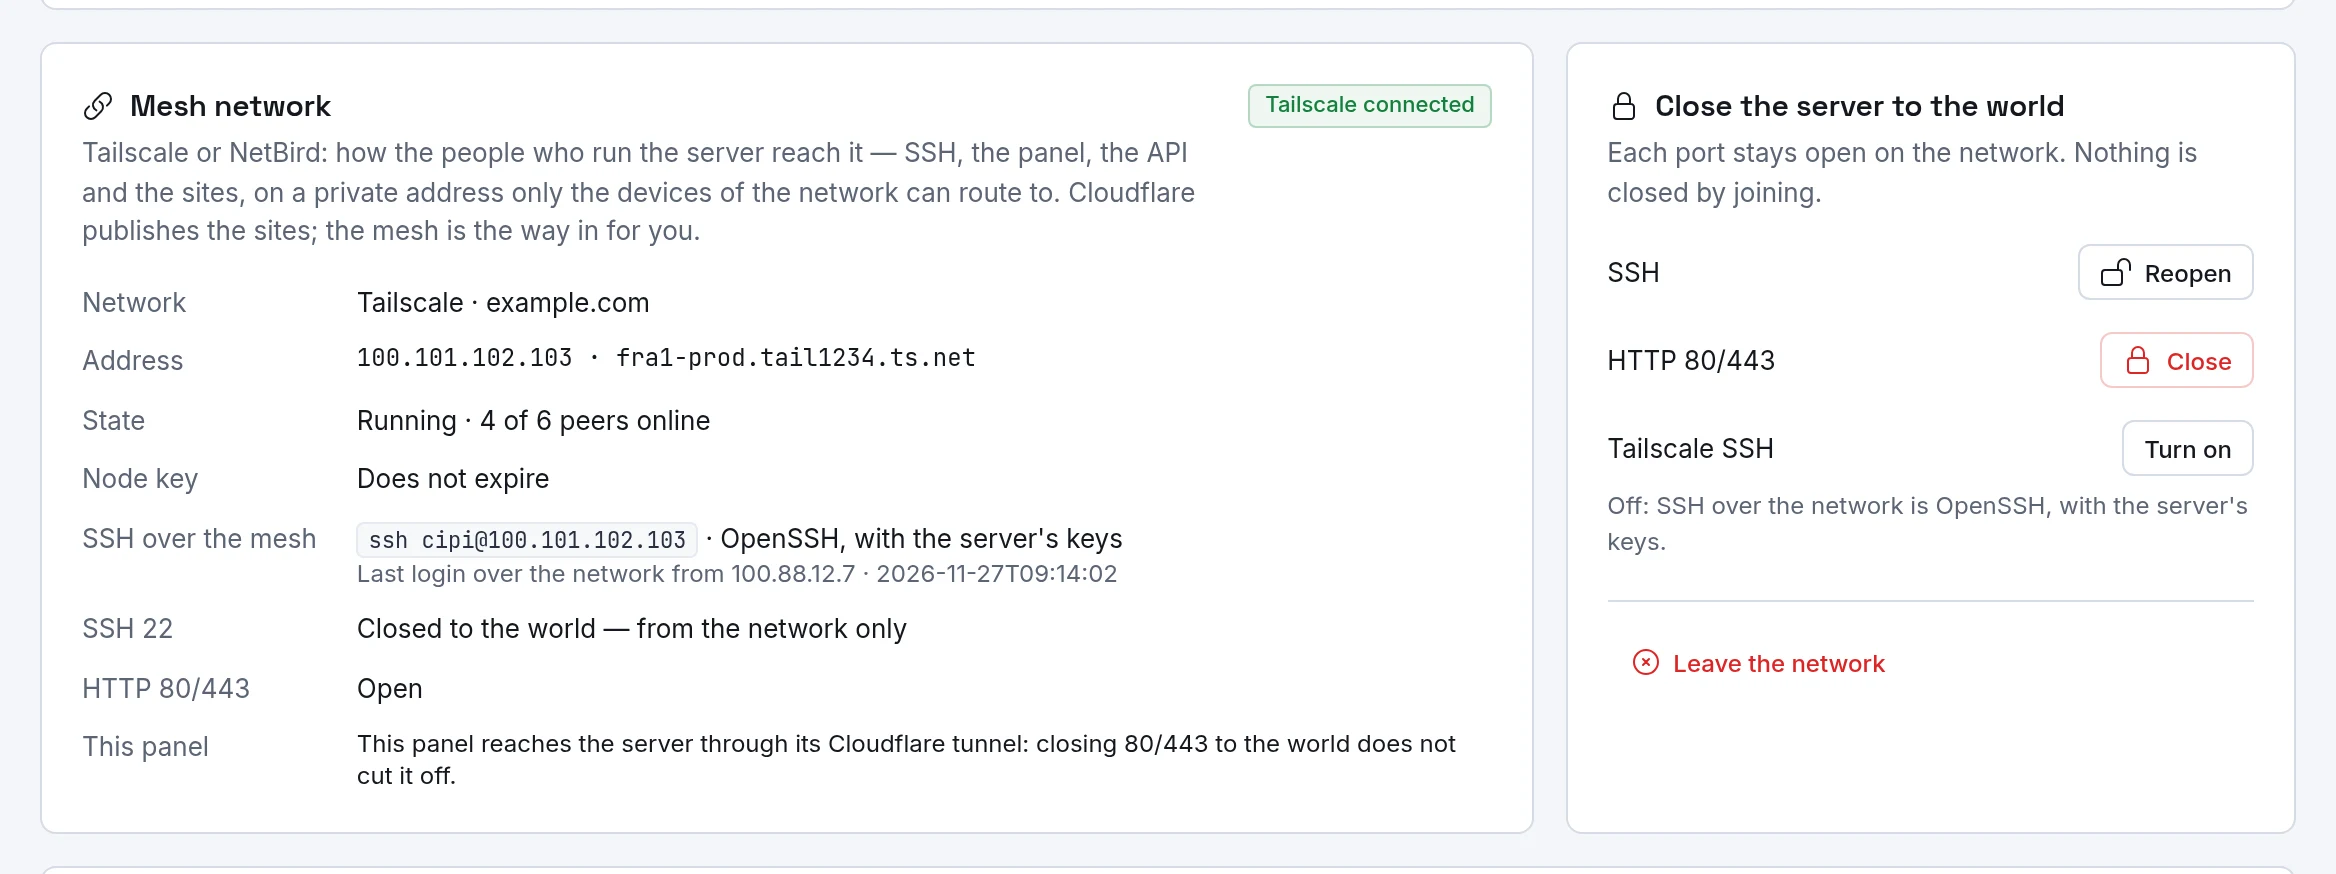 Mesh network
Tailscale connected
Tailscale or NetBird: how the people who run the server reach it — SSH, the panel, the API
and the sites, on a private address only the devices of the network can route to. Cloudflare
publishes the sites; the mesh is the way in for you.
Network Tailscale · example.com
Address 100.101.102.103 · fra1-prod.tail1234.ts.net
State Running · 4 of 6 peers online
Node key Does not expire
SSH over the mesh ssh cipi@100.101.102.103 · OpenSSH, with the server's keys
Last login over the network from 100.88.12.7 · 2026-11-27T09:14:02
SSH 22 Closed to the world — from the network only
HTTP 80/443 Open
This panel This panel reaches the server through its Cloudflare tunnel: closing 80/443 to the world does not
cut it off.
Close the server to the world
Each port stays open on the network. Nothing is
closed by joining.
SSH Reopen
HTTP 80/443 Close
Tailscale SSH Turn on
Off: SSH over the network is OpenSSH, with the server's
keys.
Leave the network